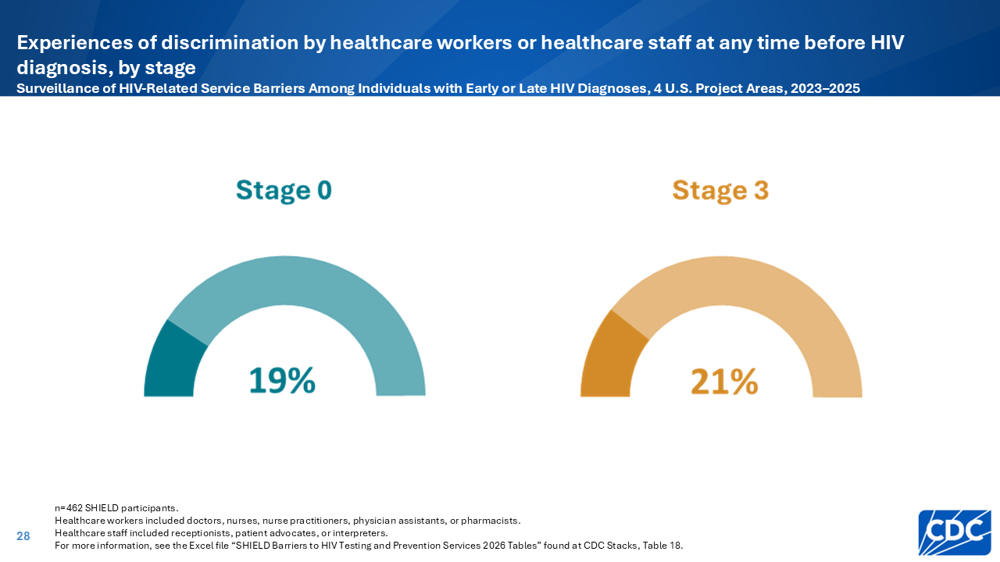 Experiences of discrimination by healthcare workers or healthcare staff at any time before HIV
diagnosis, by stage
Surveillance of HIV-Related Service Barriers Among Individuals with Early or Late HIV Diagnoses, 4 U.S. Project Areas, 2023–2025
Stage 0
Stage 3
19%
21%
n=462 SHIELD participants.
Healthcare workers included doctors, nurses, nurse practitioners, physician assistants, or pharmacists.
Healthcare staff included receptionists, patient advocates, or interpreters.
For more information, see the Excel file “SHIELD Barriers to HIV Testing and Prevention Services 2026 Tables” found at CDC Stacks, Table 18.
28
CDC